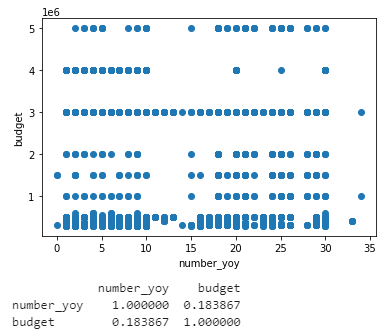 1e6
5
4
3
2
1
budget
0 5 10 15 20 25 30 35
number_yoy
number_yoy budget
number_yoy 1.000000 0.183867
budget 0.183867 1.000000